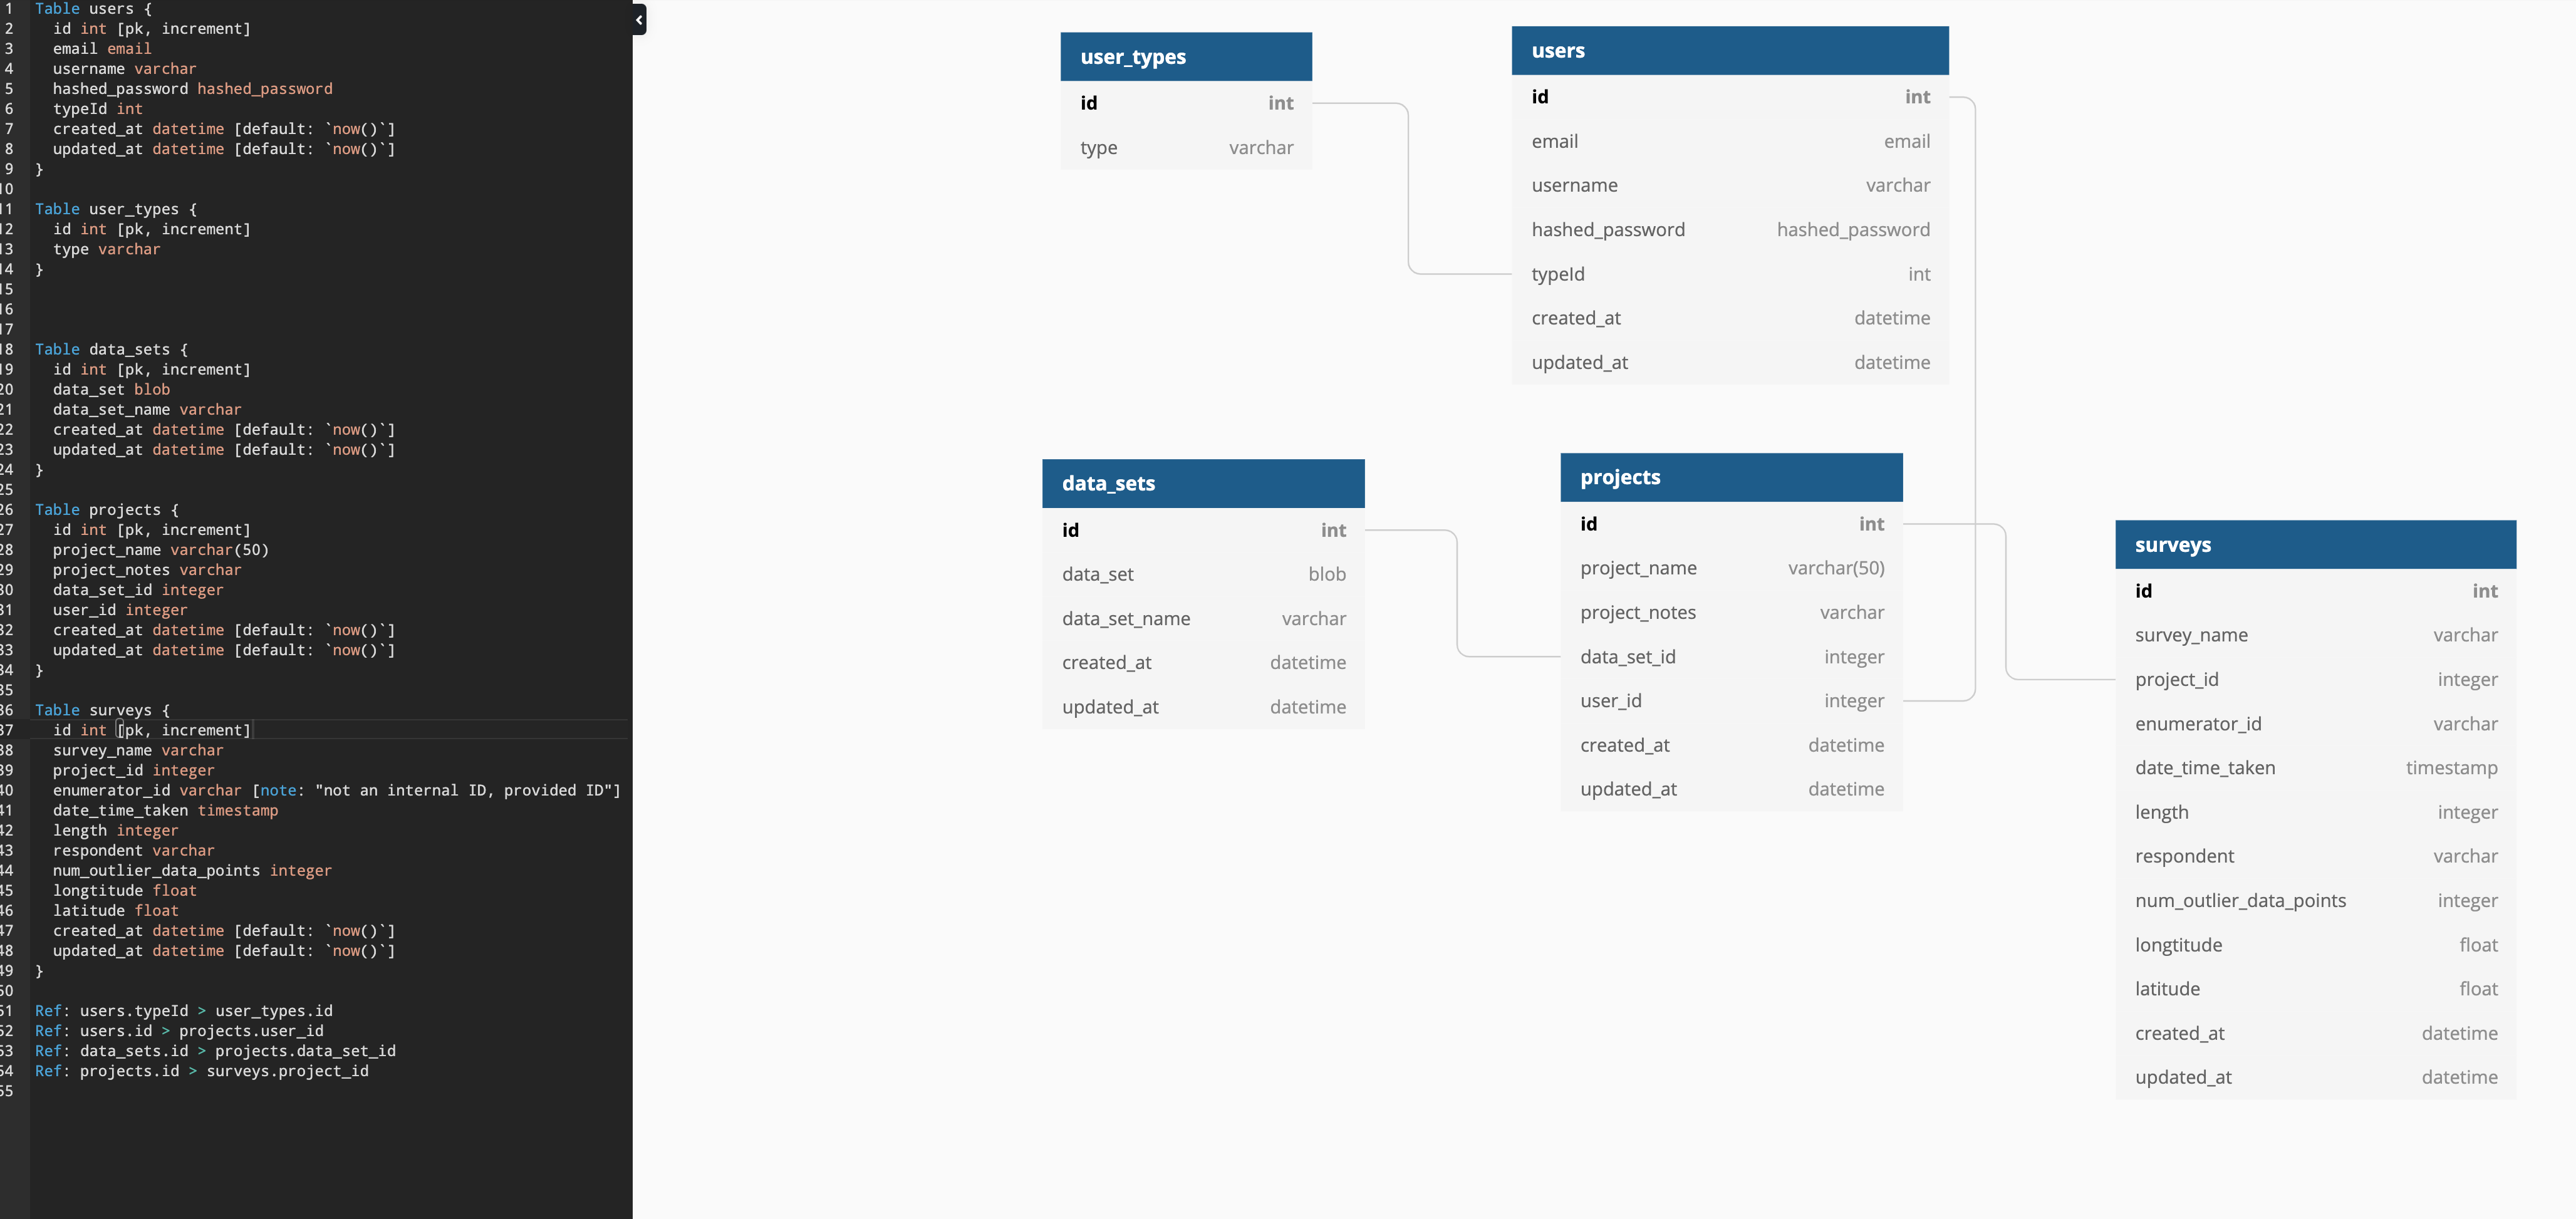 1 Table users {
2 id int [pk, increment]
3 email email
4 username varchar
5 hashed_password hashed_password
6 typeId int
7 created_at datetime [default: `now()`]
8 updated_at datetime [default: `now()`]
9 }
10
11 Table user_types {
12 id int [pk, increment]
13 type varchar
14 }
15
16
17
18 Table data_sets {
19 id int [pk, increment]
20 data_set blob
21 data_set_name varchar
22 created_at datetime [default: `now()`]
23 updated_at datetime [default: `now()`]
24 }
25
26 Table projects {
27 id int [pk, increment]
28 project_name varchar(50)
29 project_notes varchar
30 data_set_id integer
31 user_id integer
32 created_at datetime [default: `now()`]
33 updated_at datetime [default: `now()`]
34 }
35
36 Table surveys {
37 id int [pk, increment]
38 survey_name varchar
39 project_id integer
40 enumerator_id varchar [note: "not an internal ID, provided ID"]
41 date_time_taken timestamp
42 length integer
43 respondent varchar
44 num_outlier_data_points integer
45 longtitude float
46 latitude float
47 created_at datetime [default: `now()`]
48 updated_at datetime [default: `now()`]
49 }
50
51 Ref: users.typeId > user_types.id
52 Ref: users.id > projects.user_id
53 Ref: data_sets.id > projects.data_set_id
54 Ref: projects.id > surveys.project_id
55
user_types
id int
type varchar
users
id int
email email
username varchar
hashed_password hashed_password
typeId int
created_at datetime
updated_at datetime
data_sets
id int
data_set blob
data_set_name varchar
created_at datetime
updated_at datetime
projects
id int
project_name varchar(50)
project_notes varchar
data_set_id integer
user_id integer
created_at datetime
updated_at datetime
surveys
id int
survey_name varchar
project_id integer
enumerator_id varchar
date_time_taken timestamp
length integer
respondent varchar
num_outlier_data_points integer
longtitude float
latitude float
created_at datetime
updated_at datetime